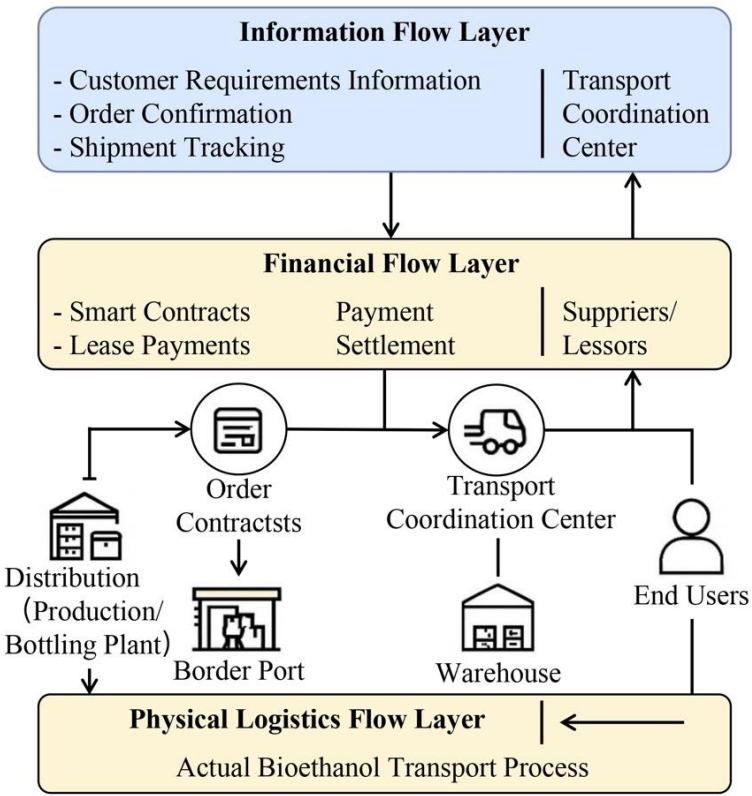 Information Flow Layer
- Customer Requirements Information
- Order Confirmation
- Shipment Tracking
Transport
Coordination
Center
Financial Flow Layer
- Smart Contracts
- Lease Payments
Payment
Settlement
Suppriers/
Lessors
Order
Contractsts
Transport
Coordination Center
Distribution
(Production/
Bottling Plant)
Border Port
Warehouse
End Users
Physical Logistics Flow Layer
Actual Bioethanol Transport Process